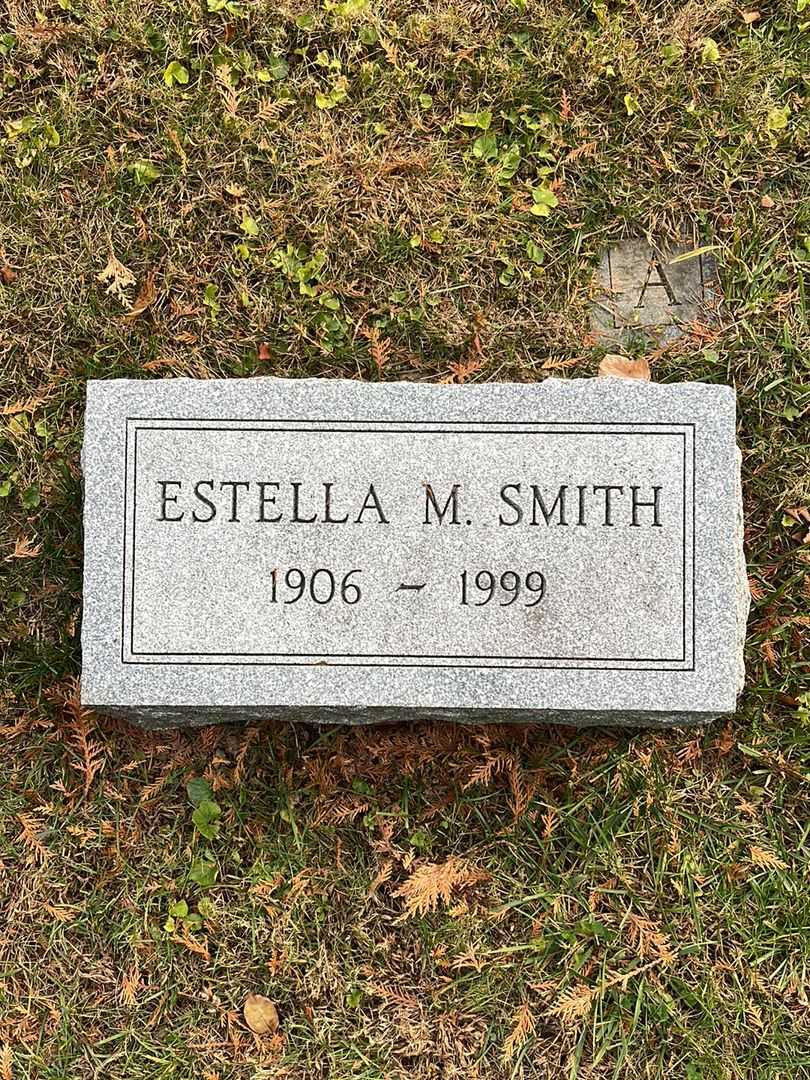 A
ESTELLA M. SMITH
1906 – 1999